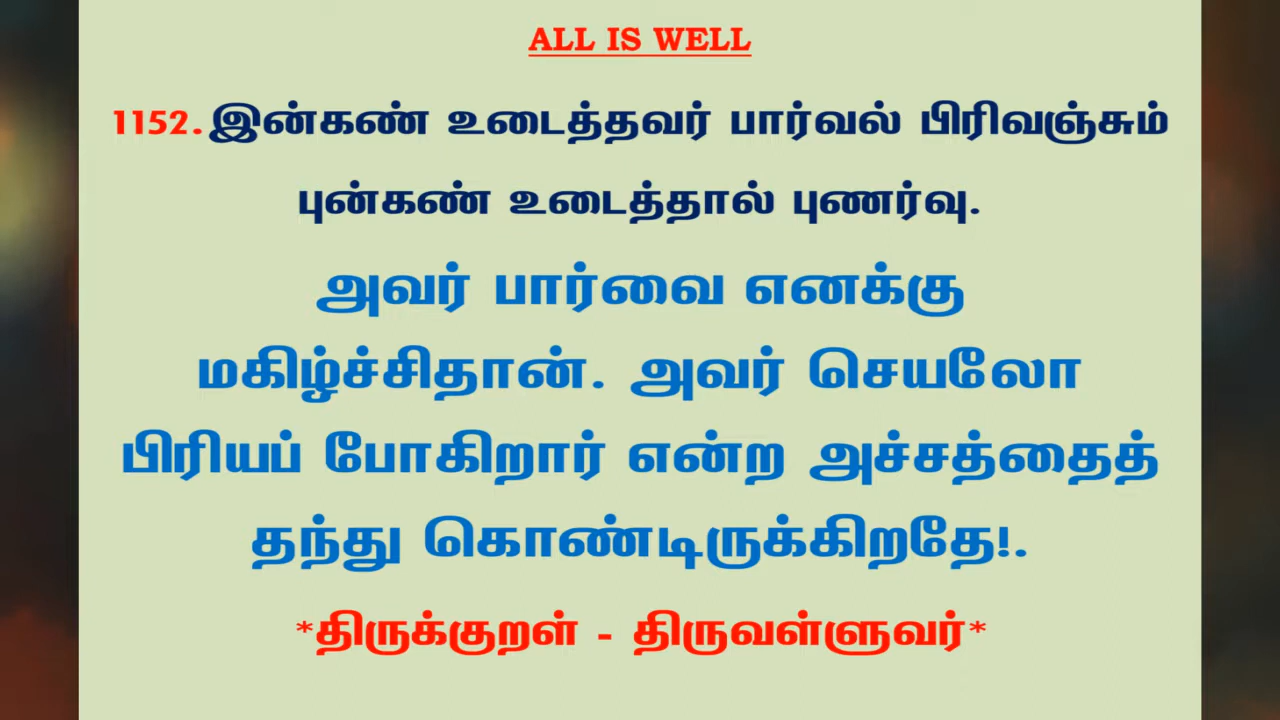 ALL IS WELL
1152. இன்கண் உடைத்தவர் பார்வல் பிரிவஞ்சும்
புன்கண் உடைத்தால் புணர்வு.
அவர் பார்வை எனக்கு
மகிழ்ச்சிதான். அவர் செயலோ
பிரியப் போகிறார் என்ற அச்சத்தைத்
தந்து கொண்டிருக்கிறதே!.
*திருக்குறள் - திருவள்ளுவர்*